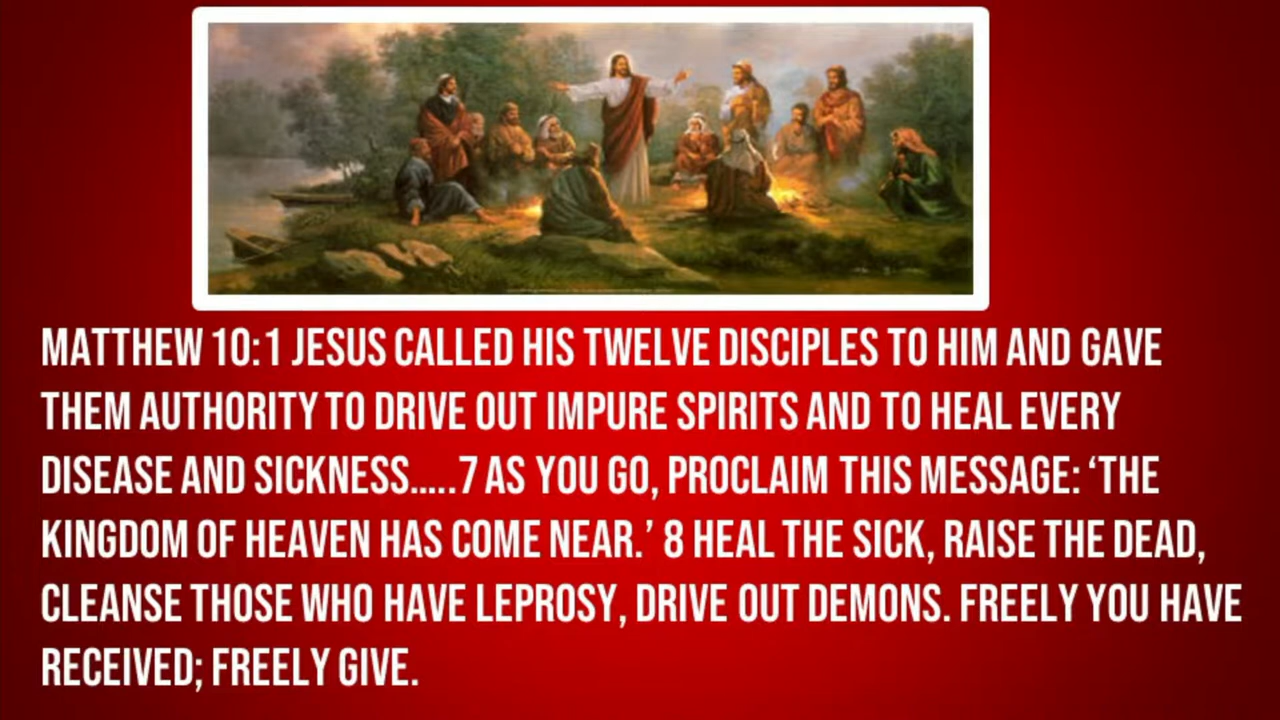 MATTHEW 10:1 JESUS CALLED HIS TWELVE DISCIPLES TO HIM AND GAVE
THEM AUTHORITY TO DRIVE OUT IMPURE SPIRITS AND TO HEAL EVERY
DISEASE AND SICKNESS.....7 AS YOU GO, PROCLAIM THIS MESSAGE: ‘THE
KINGDOM OF HEAVEN HAS COME NEAR.’ 8 HEAL THE SICK, RAISE THE DEAD,
CLEANSE THOSE WHO HAVE LEPROSY, DRIVE OUT DEMONS. FREELY YOU HAVE
RECEIVED; FREELY GIVE.